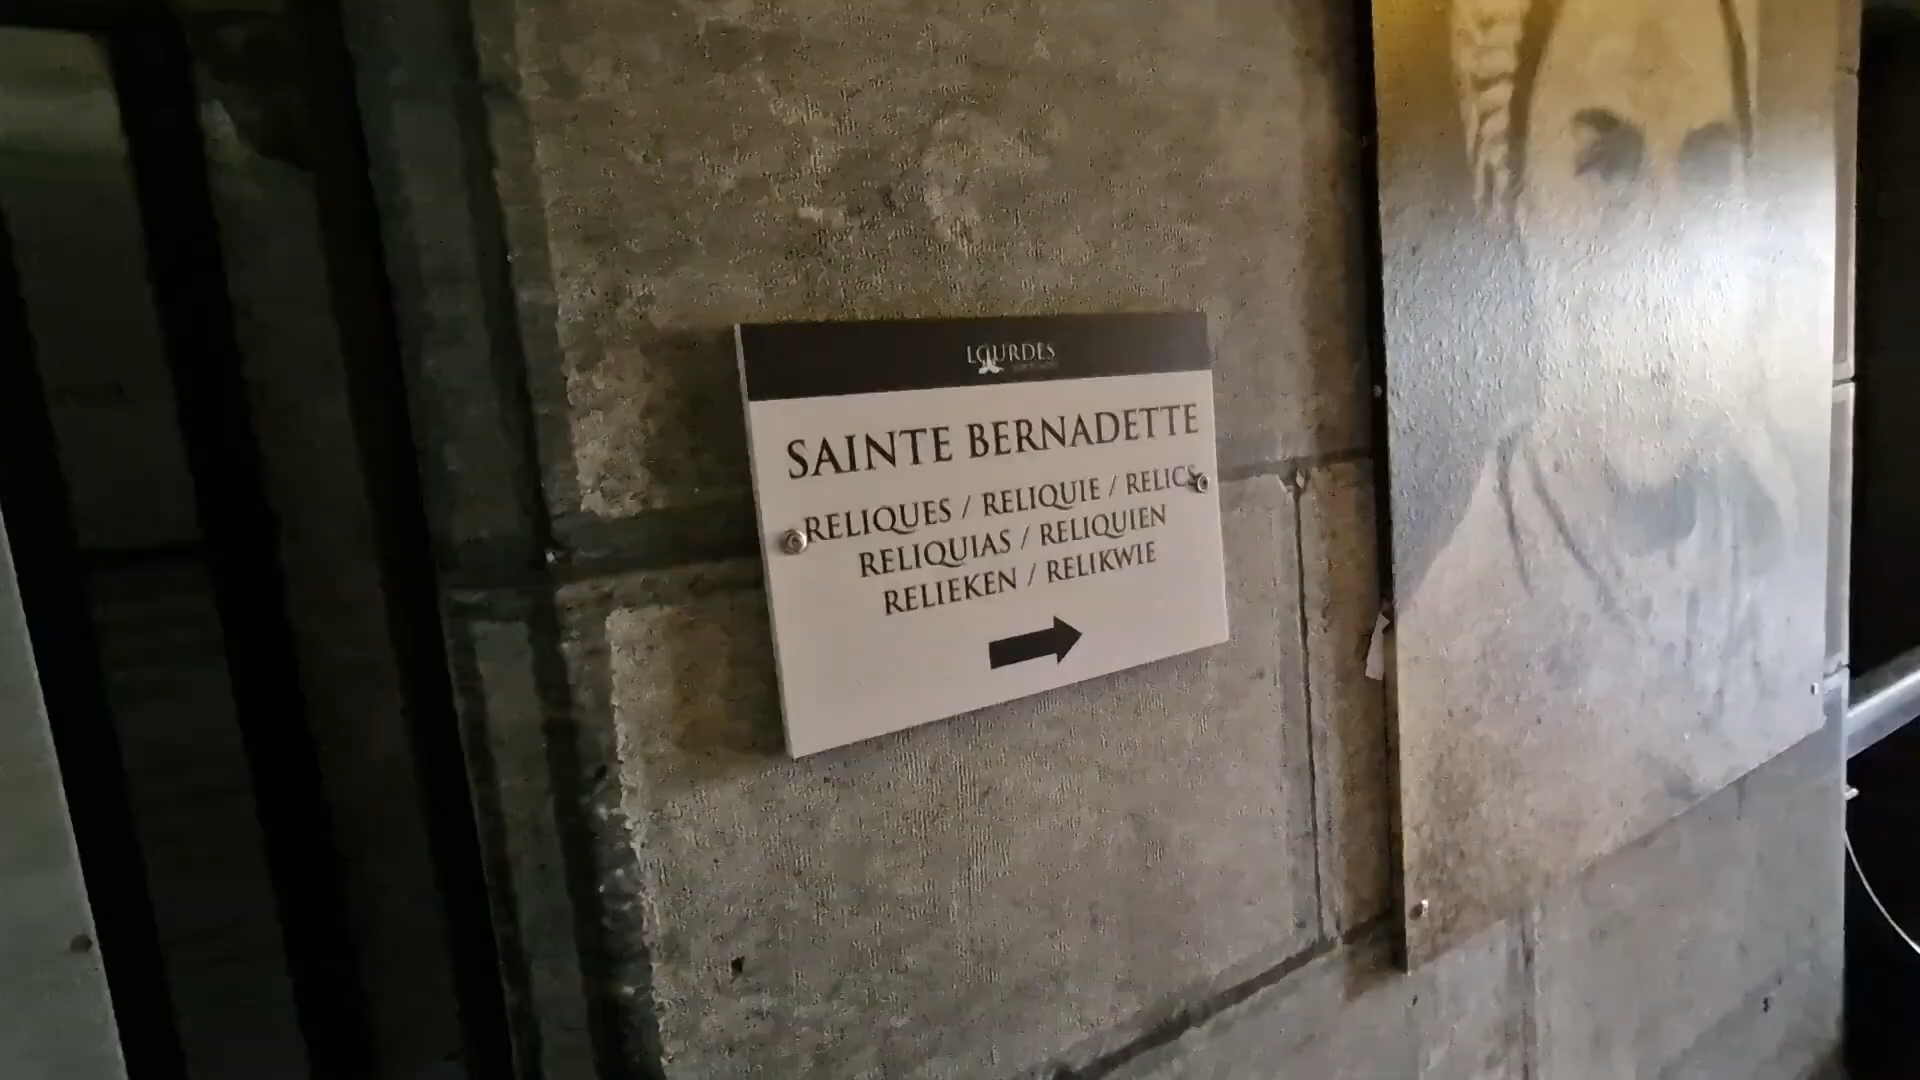 LOURDES
SAINTE BERNADETTE
RELIQUES / RELIQUIE / RELICS
RELIQUIAS / RELIQUIEN
RELIEKEN / RELIKWIE